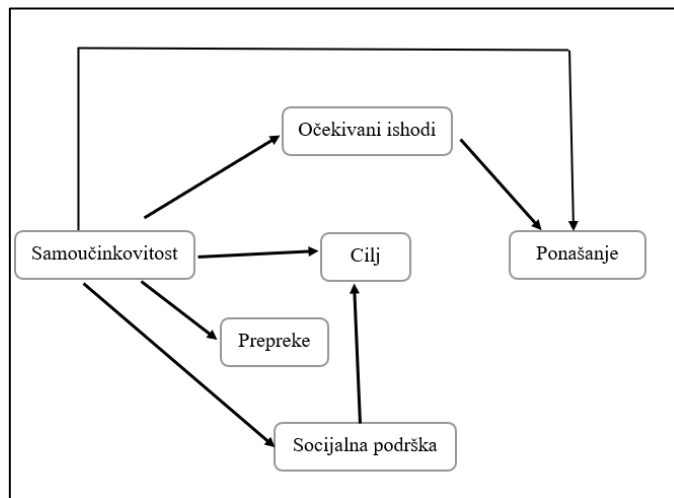 Očekivani ishodi
Samoučinkovitost
Cilj
Ponašanje
Prepreke
Socijalna podrška